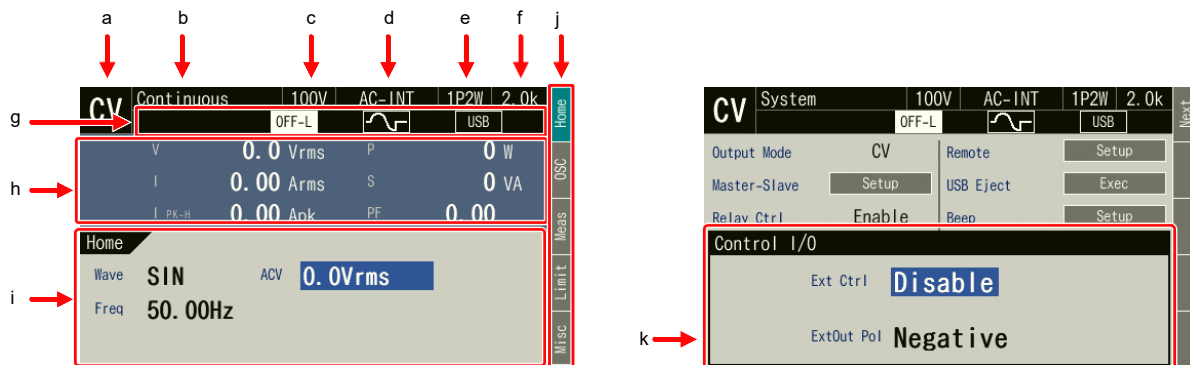 a b c d e f j
g
h
i
k
CV Continuous 100V AC-INT 1P2W 2.0k
OFF-L USB
V 0.0 Vrms P 0 W
I 0.00 Arms S 0 VA
I PK-H 0.00 Apk PF 0.00
Home
Wave SIN ACV 0.0Vrms
Freq 50.00Hz
Home
OSC
Meas
Limit
Misc
CV System 100V AC-INT 1P2W 2.0k
OFF-L USB
Next
Output Mode CV Remote Setup
Master-Slave Setup USB Eject Exec
Relay Ctrl Enable Beep Setup
Control I/O
Ext Ctrl Disable
ExtOut Pol Negative